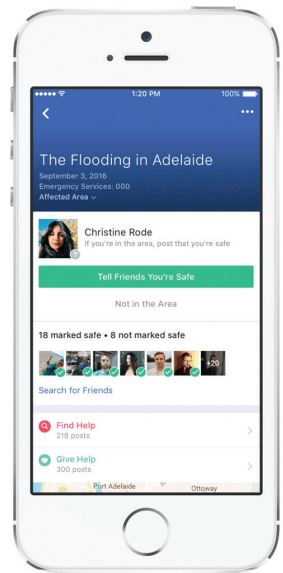 1:20 PM
100%
The Flooding in Adelaide
September 3, 2016
Emergency Services: 000
Affected Area
Christine Rode
If you're in the area, post that you're safe
?
Tell Friends You're Safe
Not in the Area
18 marked safe • 8 not marked safe
+20
Search for Friends
Find Help
218 posts
Give Help
300 posts
Port Adelaide
Ottoway